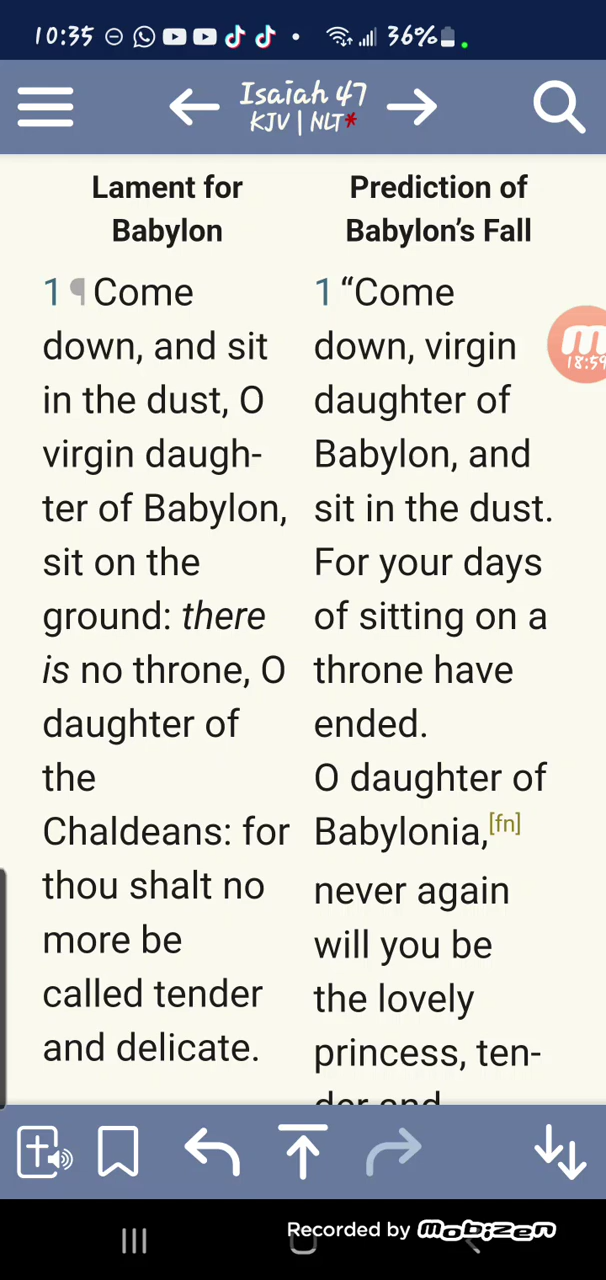 10:35
36%
Isaiah 47
KJV | NLT*
Lament for
Babylon
1 ¶ Come
down, and sit
in the dust, O
virgin daugh-
ter of Babylon,
sit on the
ground: there
is no throne, O
daughter of
the
Chaldeans: for
thou shalt no
more be
called tender
and delicate.
Prediction of
Babylon's Fall
1 “Come
down, virgin
daughter of
Babylon, and
sit in the dust.
For your days
of sitting on a
throne have
ended.
O daughter of
Babylonia,[fn]
never again
will you be
the lovely
princess, ten-
der and
m
18:59
Recorded by mobizen